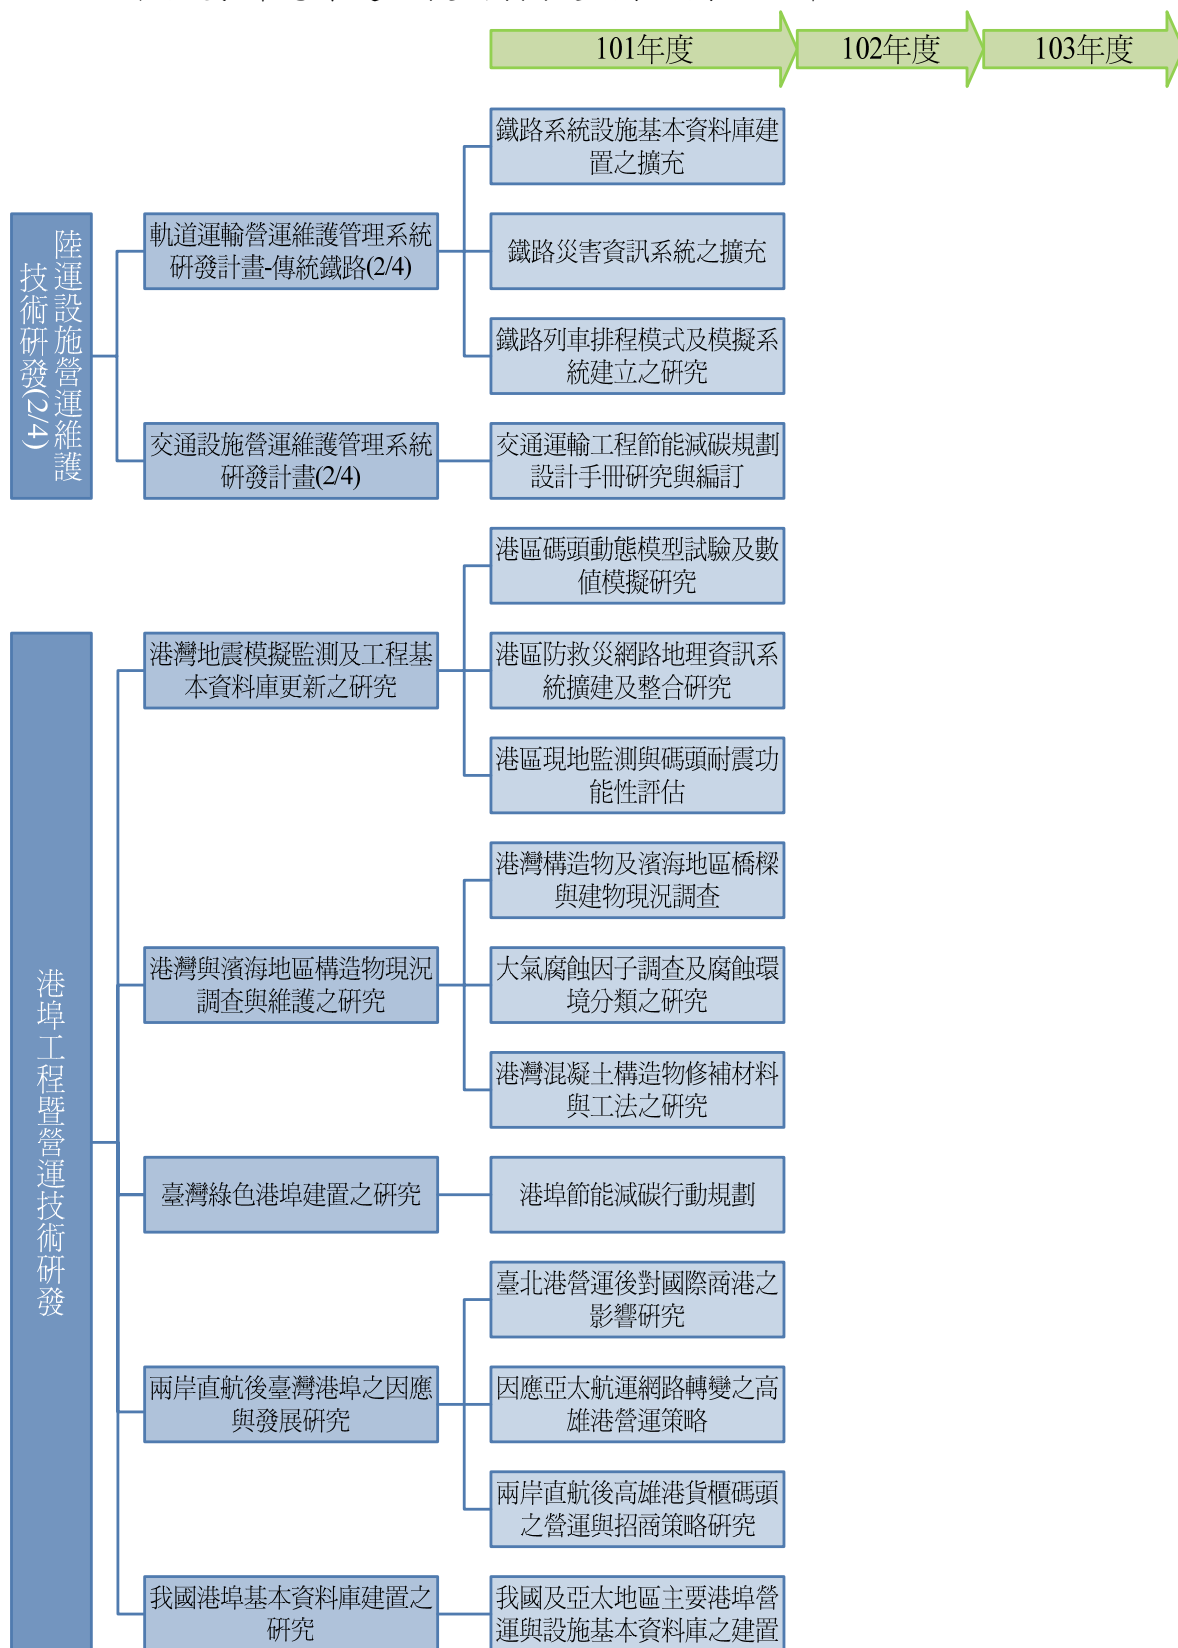 101年度
102年度
103年度
陸運設施營運維護
技術研發(2/4)
軌道運輸營運維護管理系統
研發計畫-傳統鐵路(2/4)
鐵路系統設施基本資料庫建
置之擴充
鐵路災害資訊系統之擴充
鐵路列車排程模式及模擬系
統建立之研究
交通設施營運維護管理系統
研發計畫(2/4)
交通運輸工程節能減碳規劃
設計手冊研究與編訂
港埠工程暨營運技術研發
港灣地震模擬監測及工程基
本資料庫更新之研究
港區碼頭動態模型試驗及數
值模擬研究
港區防救災網路地理資訊系
統擴建及整合研究
港區現地監測與碼頭耐震功
能性評估
港灣與濱海地區構造物現況
調查與維護之研究
港灣構造物及濱海地區橋樑
與建物現況調查
大氣腐蝕因子調查及腐蝕環
境分類之研究
港灣混凝土構造物修補材料
與工法之研究
臺灣綠色港埠建置之研究
港埠節能減碳行動規劃
兩岸直航後臺灣港埠之因應
與發展研究
臺北港營運後對國際商港之
影響研究
因應亞太航運網路轉變之高
雄港營運策略
兩岸直航後高雄港貨櫃碼頭
之營運與招商策略研究
我國港埠基本資料庫建置之
研究
我國及亞太地區主要港埠營
運與設施基本資料庫之建置